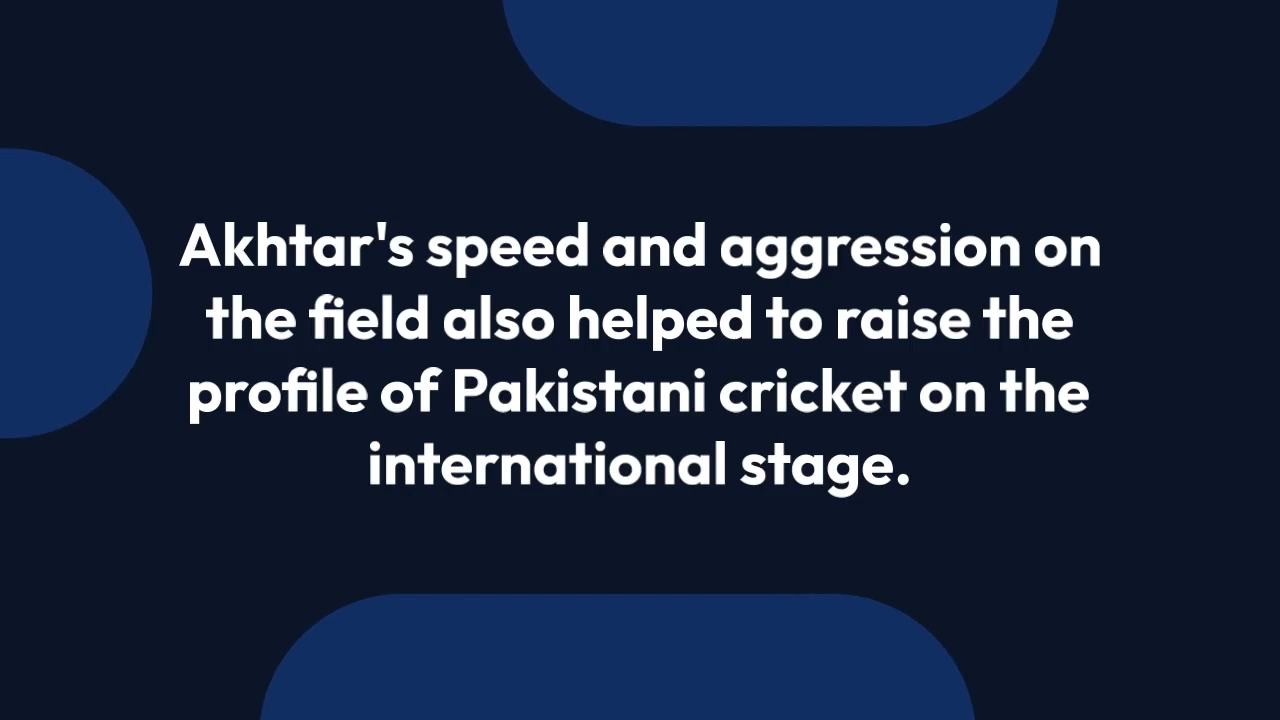 Akhtar's speed and aggression on
the field also helped to raise the
profile of Pakistani cricket on the
international stage.